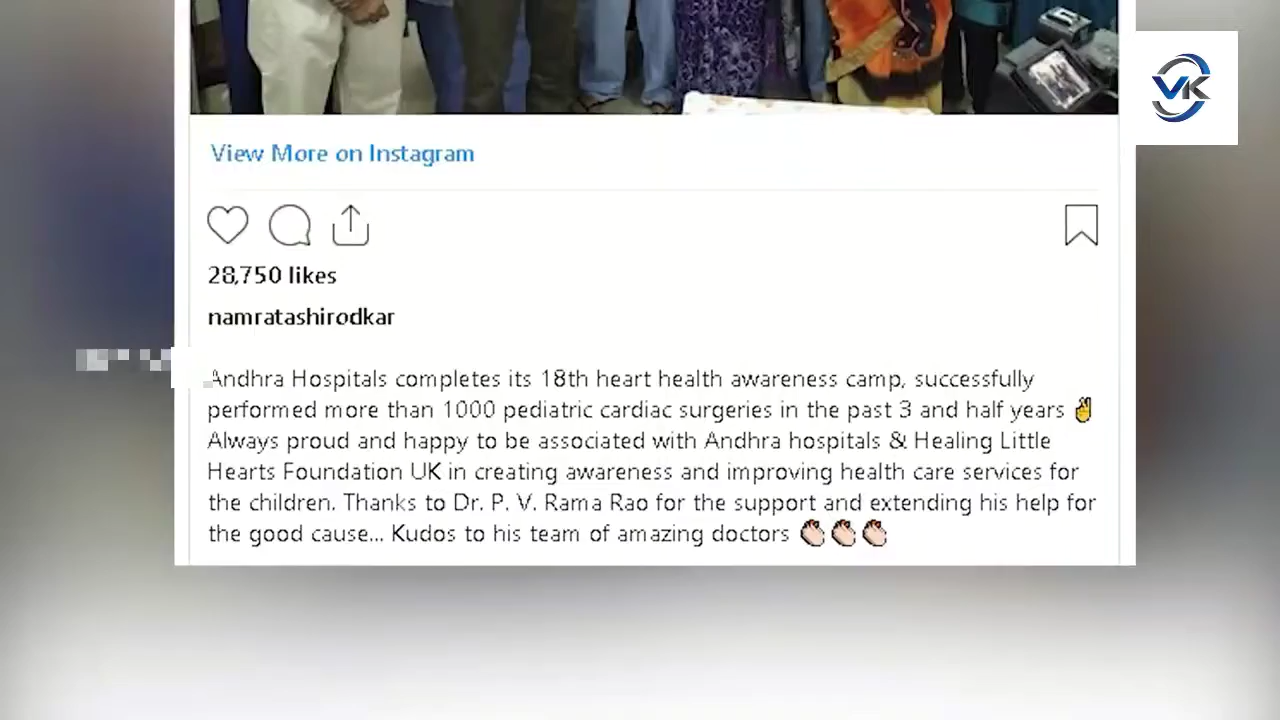 VK
View More on Instagram
28,750 likes
namratashirodkar
Andhra Hospitals completes its 18th heart health awareness camp, successfully
performed more than 1000 pediatric cardiac surgeries in the past 3 and half years ✌
Always proud and happy to be associated with Andhra hospitals & Healing Little
Hearts Foundation UK in creating awareness and improving health care services for
the children. Thanks to Dr. P. V. Rama Rao for the support and extending his help for
the good cause... Kudos to his team of amazing doctors 👏👏👏